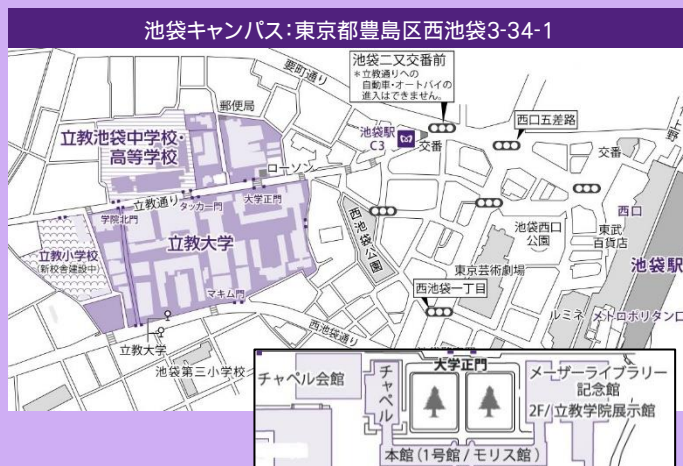 池袋キャンパス：東京都豊島区西池袋3-34-1
要町通り
池袋二又交番前
＊立教通りへの
自動車・オートバイの
進入はできません。
郵便局
立教池袋中学校・
高等学校
池袋駅
C3
交番
西口五差路
交番
ローソン
立教通り
タッカー門
大学正門
学院北門
立教大学
立教小学校
(新校舎建設中)
西池袋公園
池袋西口
公園
西口
東武
百貨店
池袋駅
東京芸術劇場
西池袋一丁目
マキム門
ルミネ
メトロポリタン口
立教大学
西池袋通り
池袋第三小学校
チャペル会館
チャペル
大学正門
メーザーライブラリー
記念館
2F/立教学院展示館
本館(1号館/モリス館)